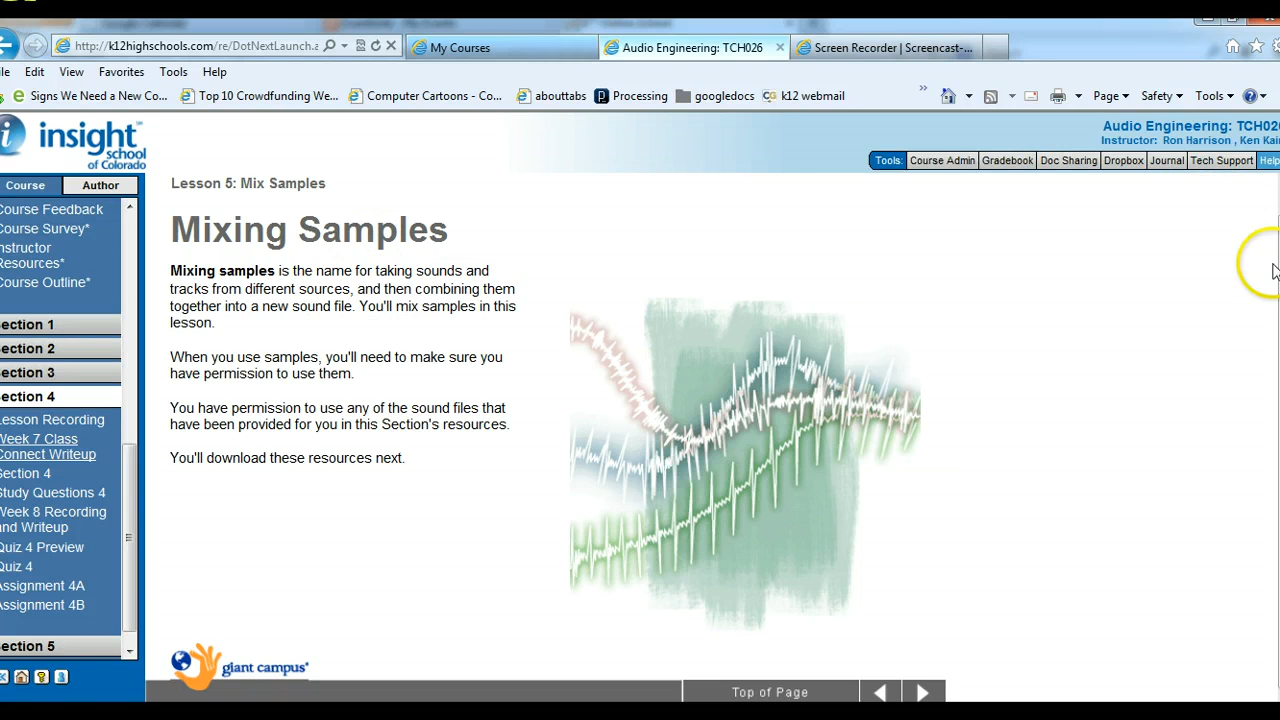 http://k12highschools.com/re/DotNextLaunch.a
My Courses
Audio Engineering: TCH026
Screen Recorder | Screencast-...
Edit View Favorites Tools Help
Signs We Need a New Co...
Top 10 Crowdfunding We...
Computer Cartoons - Co...
abouttabs
Processing
googledocs
k12 webmail
Page
Safety
Tools
insight
school
of Colorado
Audio Engineering: TCH026
Instructor: Ron Harrison , Ken Kai
Tools: Course Admin Gradebook Doc Sharing Dropbox Journal Tech Support Help
Course Author
Course Feedback
Course Survey*
nstructor
Resources*
Course Outline*
ection 1
ection 2
ection 3
ection 4
Lesson Recording
Week 7 Class
Connect Writeup
Section 4
Study Questions 4
Week 8 Recording
and Writeup
Quiz 4 Preview
Quiz 4
Assignment 4A
Assignment 4B
ection 5
Lesson 5: Mix Samples
Mixing Samples
Mixing samples is the name for taking sounds and
tracks from different sources, and then combining them
together into a new sound file. You'll mix samples in this
lesson.
When you use samples, you'll need to make sure you
have permission to use them.
You have permission to use any of the sound files that
have been provided for you in this Section's resources.
You'll download these resources next.
giant campus
Top of Page